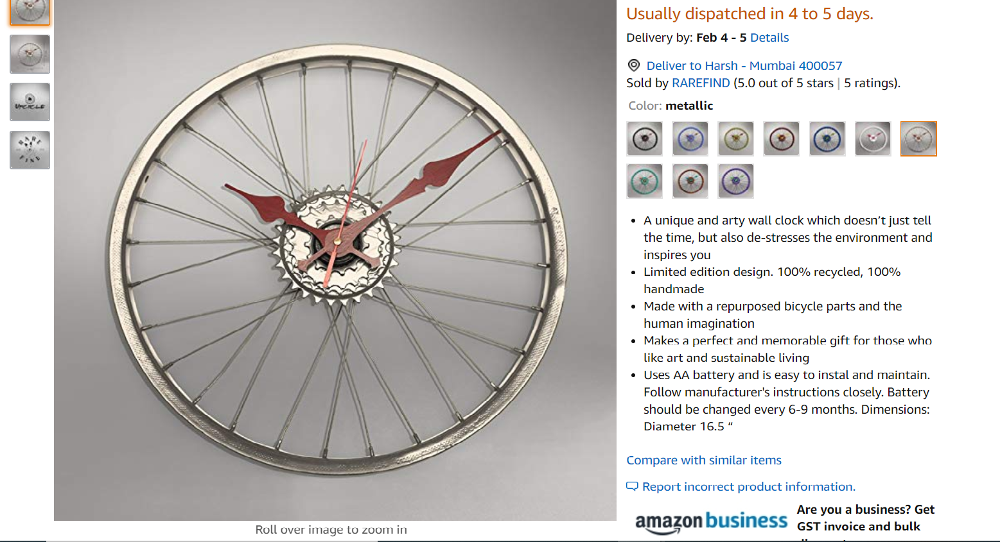 Usually dispatched in 4 to 5 days.
Delivery by: Feb 4 - 5 Details
Deliver to Harsh - Mumbai 400057
Sold by RAREFIND (5.0 out of 5 stars | 5 ratings).
Color: metallic
A unique and arty wall clock which doesn’t just tell
the time, but also de-stresses the environment and
inspires you
Limited edition design. 100% recycled, 100%
handmade
Made with a repurposed bicycle parts and the
human imagination
Makes a perfect and memorable gift for those who
like art and sustainable living
Uses AA battery and is easy to instal and maintain.
Follow manufacturer's instructions closely. Battery
should be changed every 6-9 months. Dimensions:
Diameter 16.5 “
Compare with similar items
Report incorrect product information.
amazon business
Are you a business? Get
GST invoice and bulk
Roll over image to zoom in
UPCYCLE
RARE
FIND